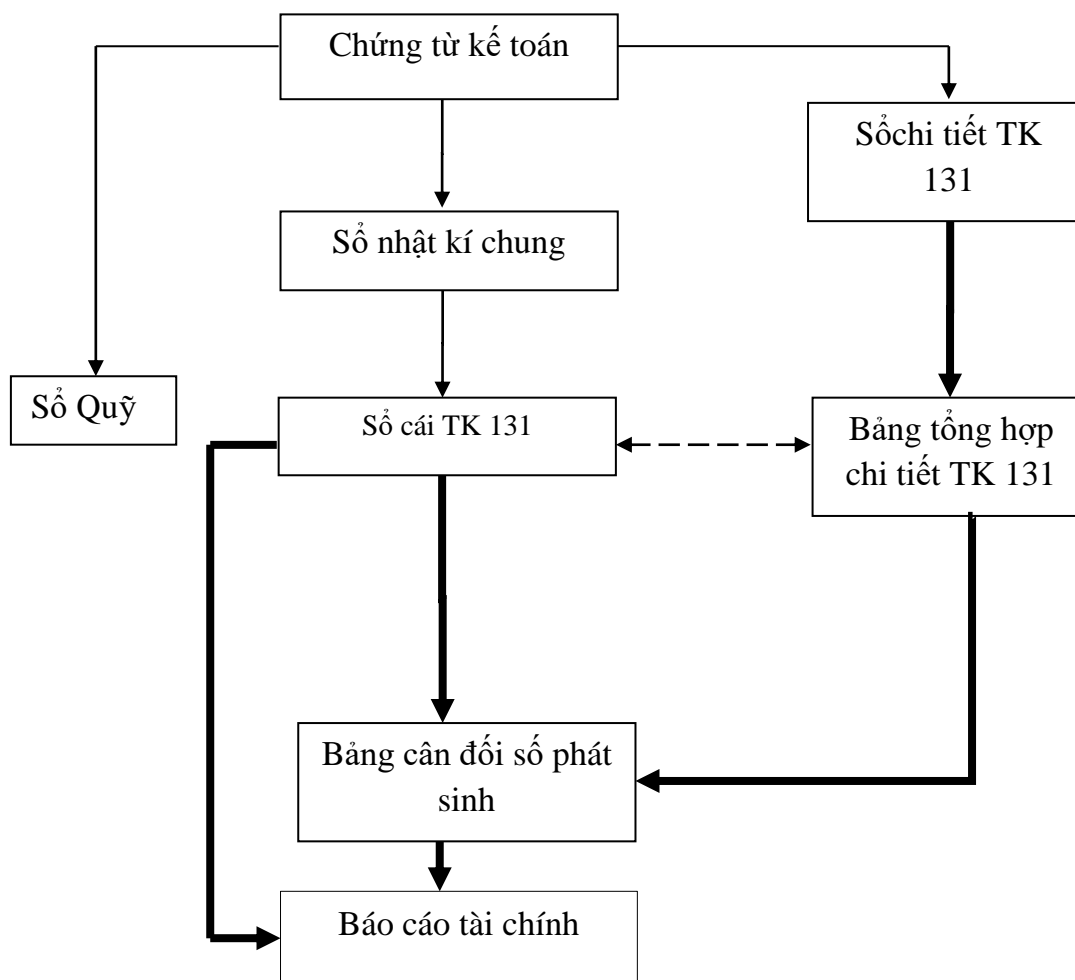 Chứng từ kế toán
Sổchi tiết TK
131
Sổ nhật kí chung
Sổ Quỹ
Sổ cái TK 131
Bảng tổng hợp
chi tiết TK 131
Bảng cân đối số phát
sinh
Báo cáo tài chính